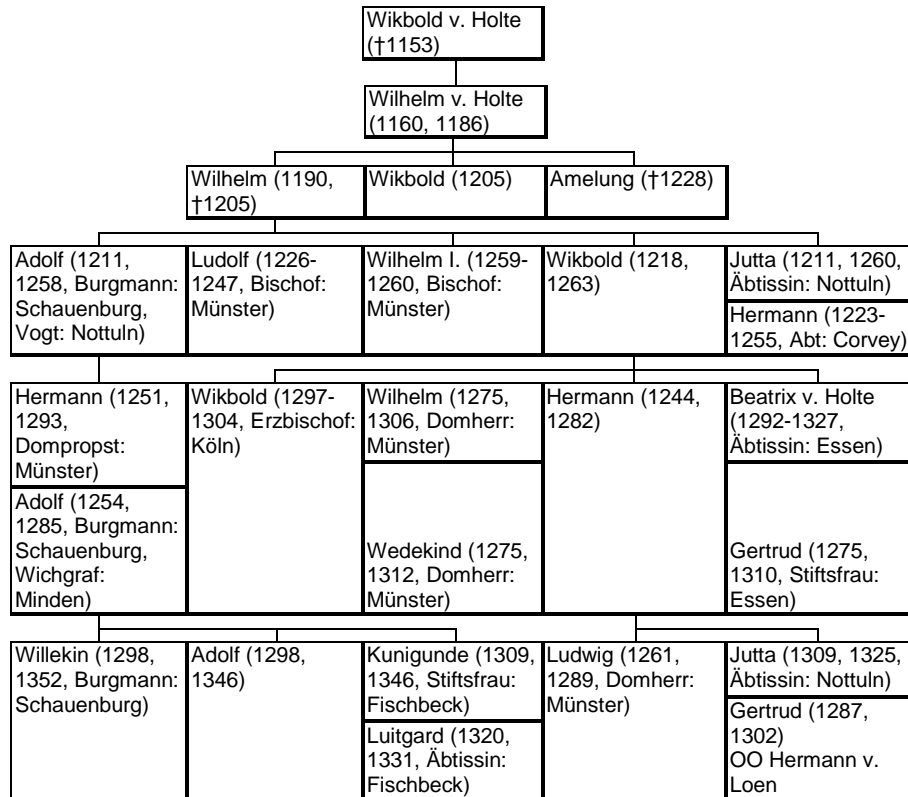 Wikbold v. Holte
(†1153)
Wilhelm v. Holte
(1160, 1186)
Wilhelm (1190,
†1205)
Wikbold (1205)
Amelung (†1228)
Adolf (1211,
1258, Burgmann:
Schauenburg,
Vogt: Nottuln)
Ludolf (1226-
1247, Bischof:
Münster)
Wilhelm I. (1259-
1260, Bischof:
Münster)
Wikbold (1218,
1263)
Jutta (1211, 1260,
Äbtissin: Nottuln)
Hermann (1223-
1255, Abt: Corvey)
Hermann (1251,
1293,
Dompropst:
Münster)
Adolf (1254,
1285, Burgmann:
Schauenburg,
Wichgraf:
Minden)
Wikbold (1297-
1304, Erzbischof:
Köln)
Wilhelm (1275,
1306, Domherr:
Münster)
Wedekind (1275,
1312, Domherr:
Münster)
Hermann (1244,
1282)
Beatrix v. Holte
(1292-1327,
Äbtissin: Essen)
Gertrud (1275,
1310, Stiftsfrau:
Essen)
Willekin (1298,
1352, Burgmann:
Schauenburg)
Adolf (1298,
1346)
Kunigunde (1309,
1346, Stiftsfrau:
Fischbeck)
Luitgard (1320,
1331, Äbtissin:
Fischbeck)
Ludwig (1261,
1289, Domherr:
Münster)
Jutta (1309, 1325,
Äbtissin: Nottuln)
Gertrud (1287,
1302)
OO Hermann v.
Loen